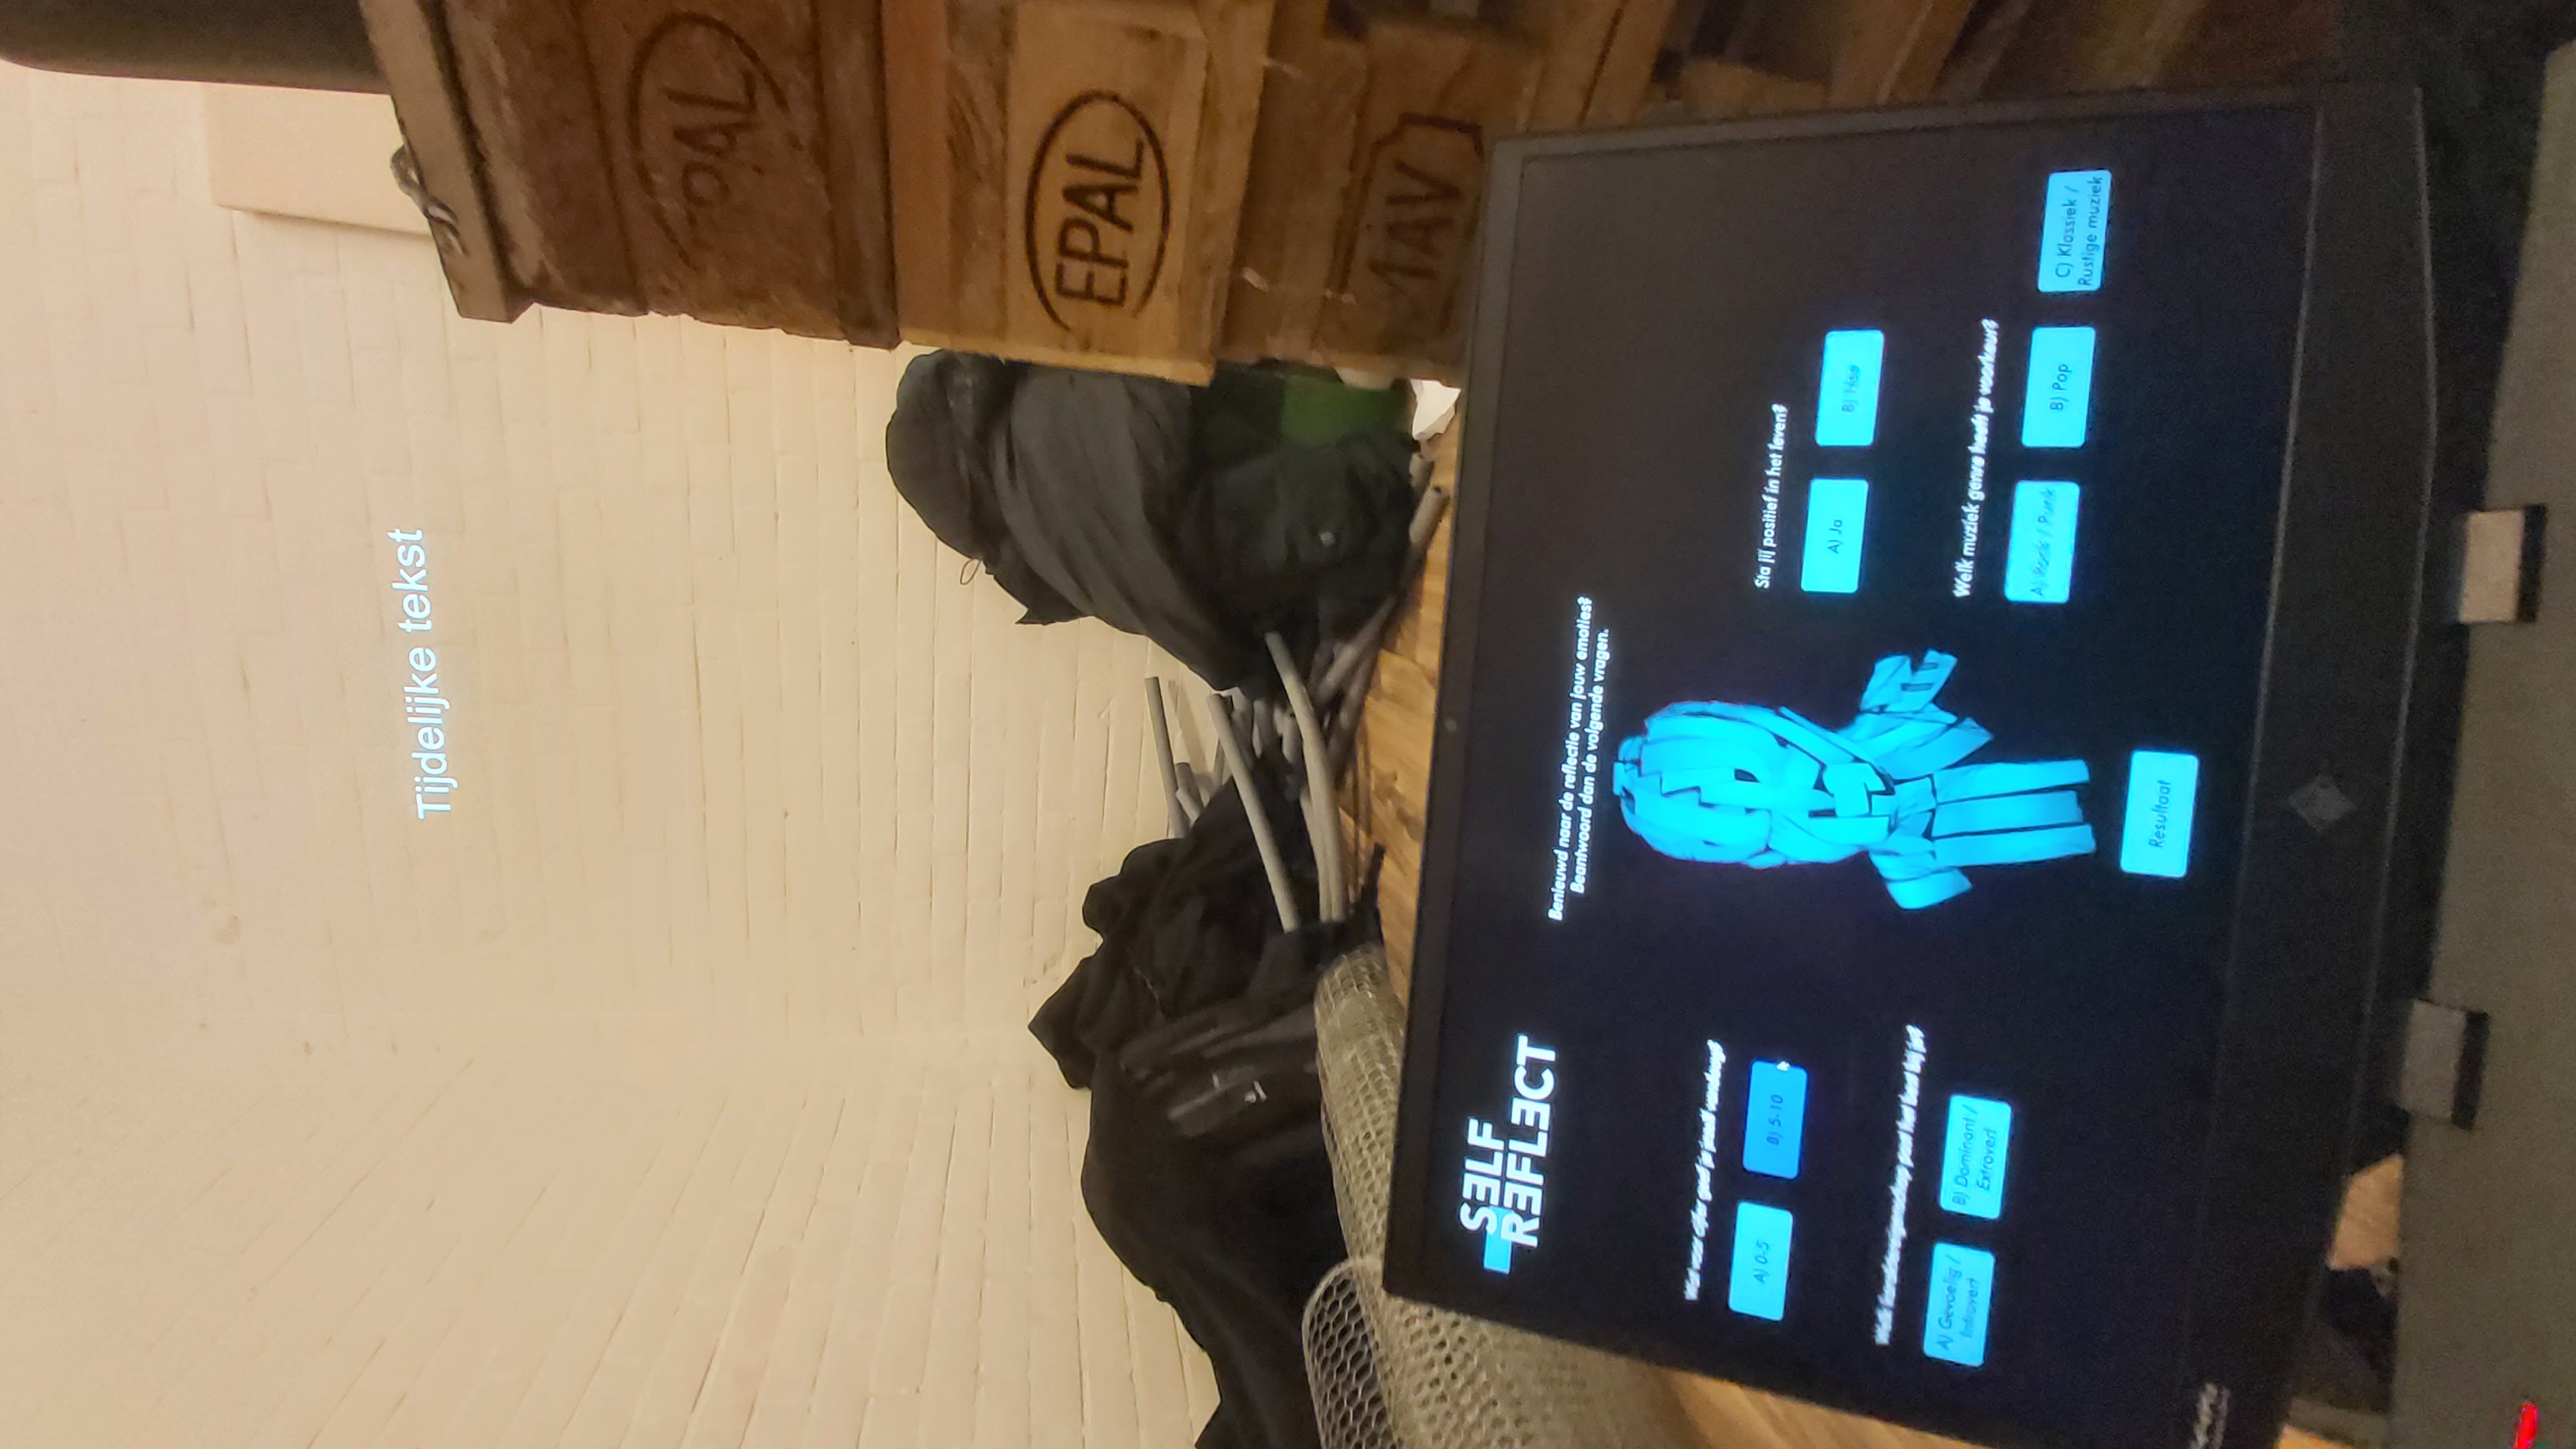 Tijdelijke tekst
EPAL
EPAL
SELF
REFLECT
Benieuwd naar de reflectie van jouw emoties?
Beantwoord dan de volgende vragen.
Wat voor cijfer geef je jezelf vandaag?
A) 0-5
B) 5-10
Sta jij positief in het leven?
A) Ja
B) Nee
Welk karaktereigenschap past het best bij je?
A) Gevoelig /
Introvert
B) Dominant /
Extrovert
Welk muziek genre heeft je voorkeur?
A) Rock / Punk
B) Pop
C) Klassiek /
Rustige muziek
Resultaat